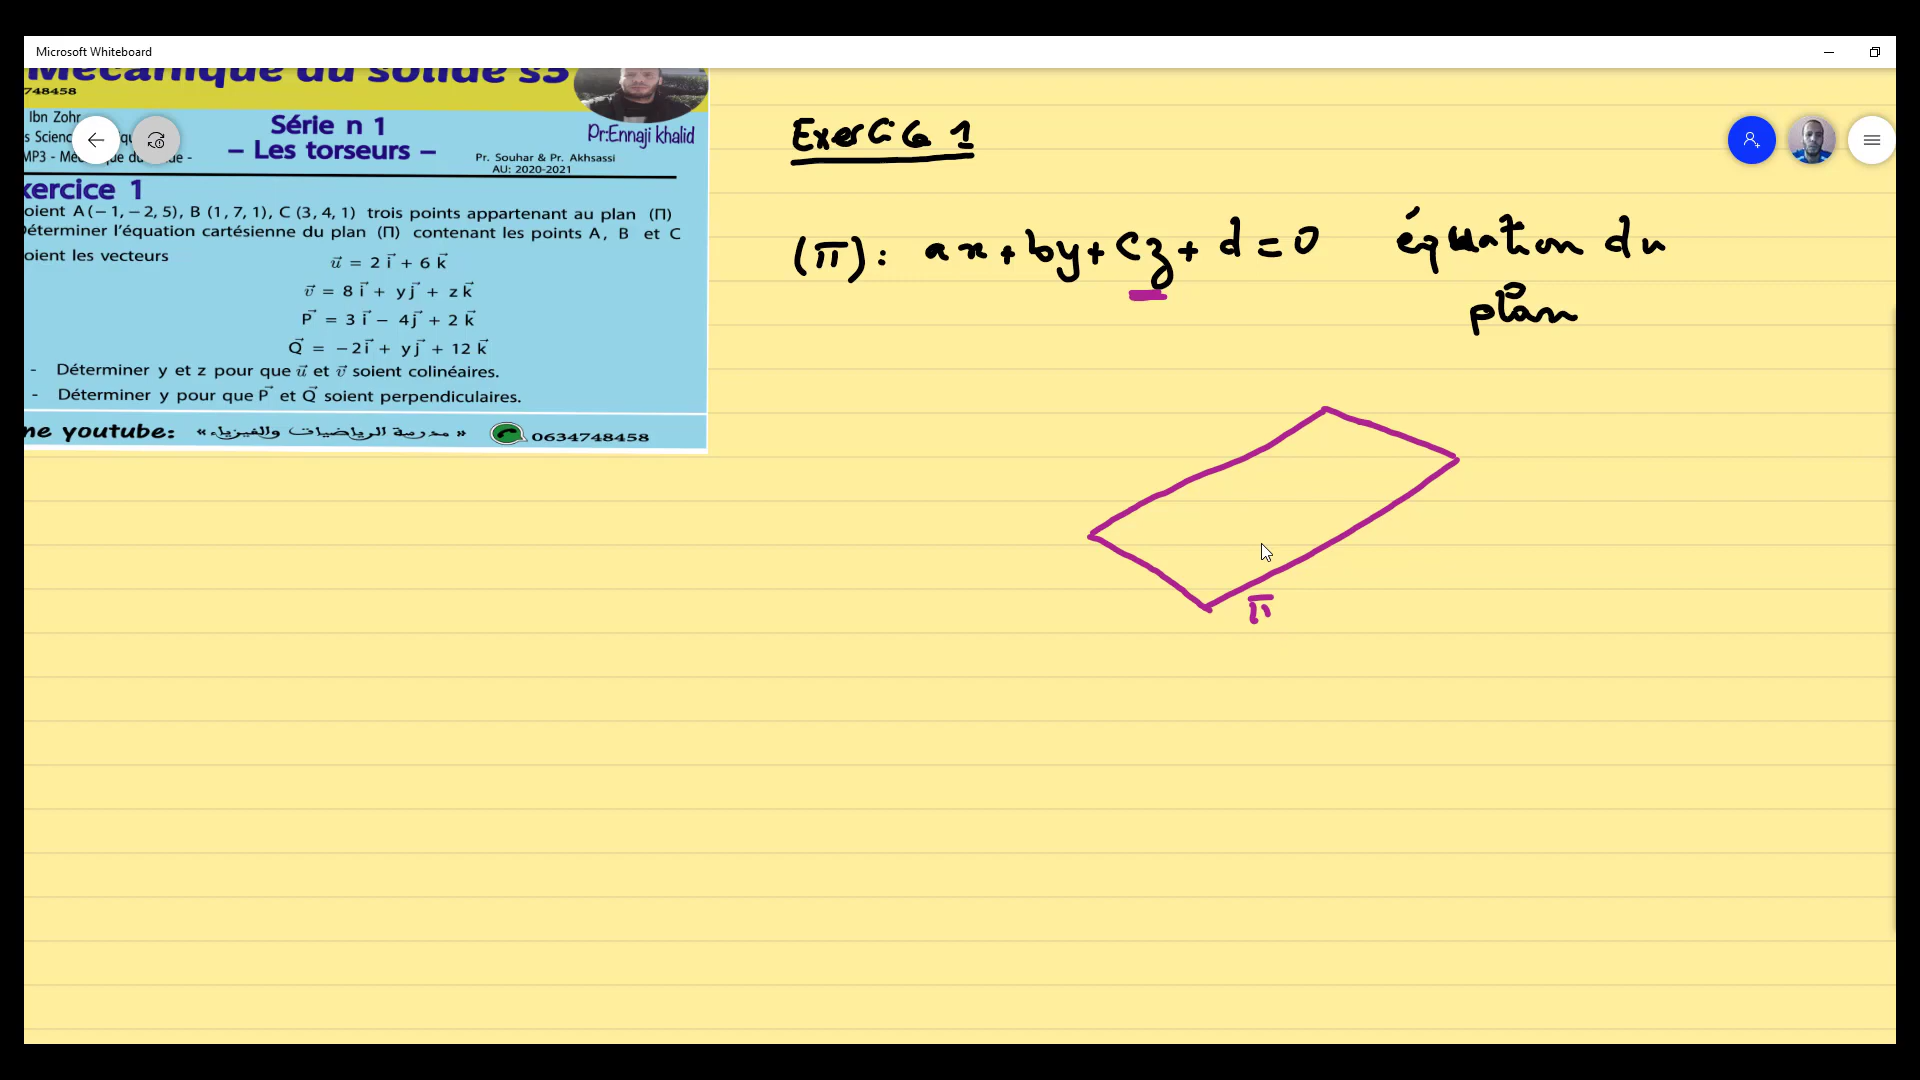 Microsoft Whiteboard
Mécanique du solide s3
748458
Ibn Zohr
Série n 1
– Les torseurs –
Pr:Ennaji khalid
Pr. Souhar & Pr. Akhsassi
AU: 2020-2021
xercice 1
oient A(−1,−2,5), B (1,7,1), C (3,4,1) trois points appartenant au plan (Π)
éterminer l'équation cartésienne du plan (Π) contenant les points A, B et C
oient les vecteurs
u⃗ = 2 i⃗ + 6 k⃗
v⃗ = 8 i⃗ + y j⃗ + z k⃗
P⃗ = 3 i⃗ − 4 j⃗ + 2 k⃗
Q⃗ = −2 i⃗ + y j⃗ + 12 k⃗
- Déterminer y et z pour que u⃗ et v⃗ soient colinéaires.
- Déterminer y pour que P⃗ et Q⃗ soient perpendiculaires.
ne youtube: «مدرسة الرياضيات والفيزياء» 0634748458
Exercice 1
(π): ax+by+cz+d=0 équation du
plan
π